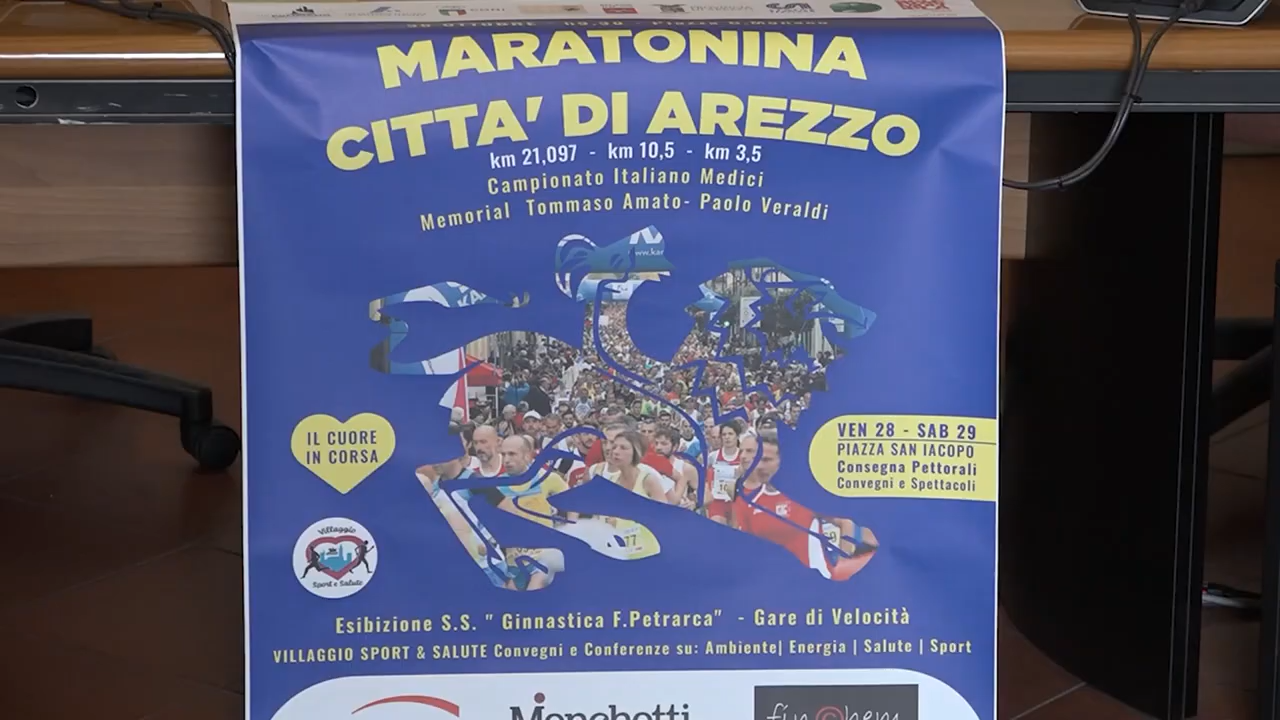 MARATONINA
CITTA' DI AREZZO
km 21,097 - km 10,5 - km 3,5
Campionato Italiano Medici
Memorial Tommaso Amato- Paolo Veraldi
IL CUORE
IN CORSA
VEN 28 - SAB 29
PIAZZA SAN IACOPO
Consegna Pettorali
Convegni e Spettacoli
Villaggio
Sport e Salute
77
Esibizione S.S. " Ginnastica F.Petrarca" - Gare di Velocità
VILLAGGIO SPORT & SALUTE Convegni e Conferenze su: Ambiente| Energia | Salute | Sport
Monchetti